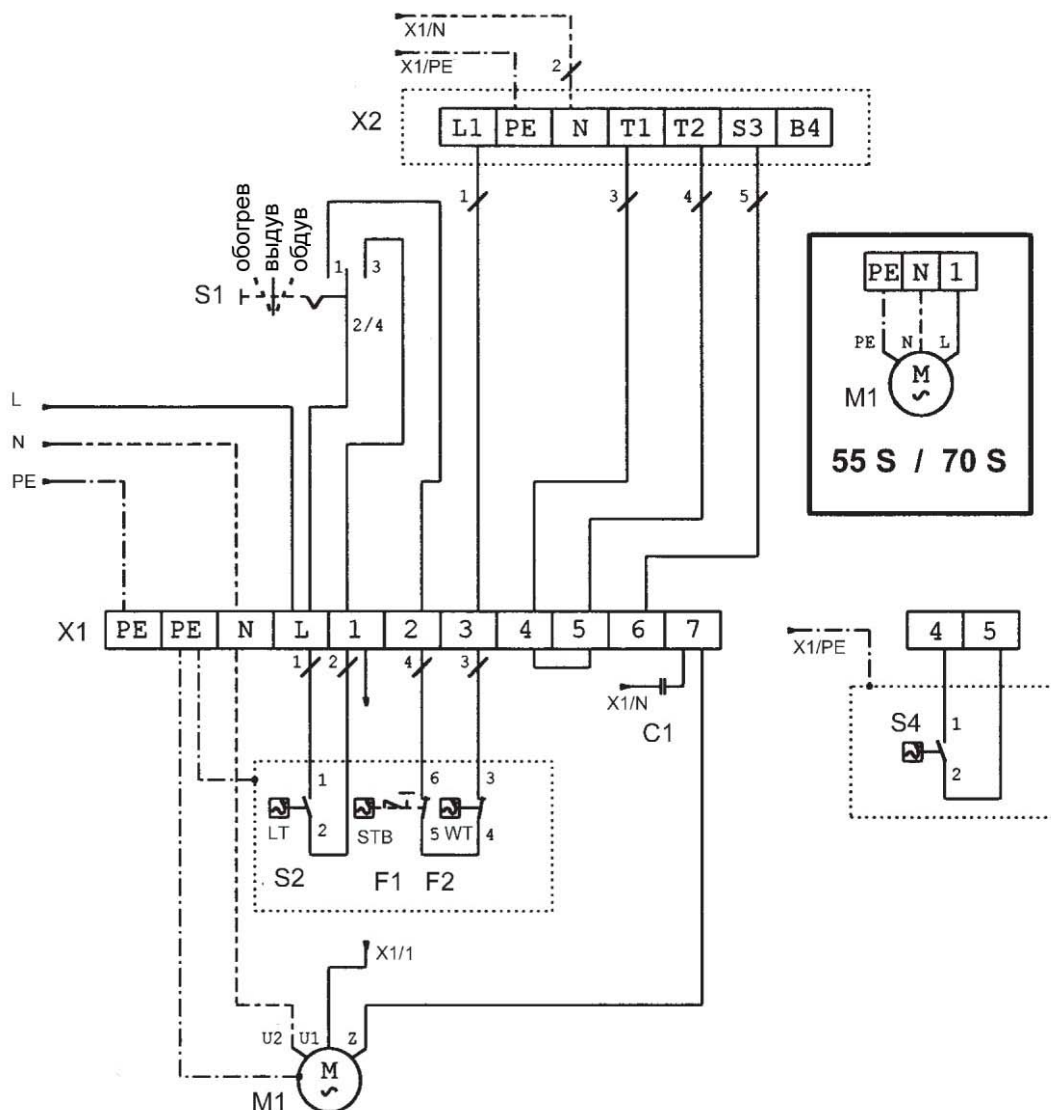 X1/N
X1/PE
2
X2
L1 PE N T1 T2 S3 B4
1 3 4 5
обогрев
выдув
обдув
1 3
S1
2/4
PE N 1
PE N L
M
M1
55 S / 70 S
L
N
PE
X1 PE PE N L 1 2 3 4 5 6 7
1 2 4 3
X1/N
C1
4 5
X1/PE
S4
1
2
1 6 3
LT 2 STB 5 WT 4
S2 F1 F2
X1/1
U2 U1 Z
M
M1